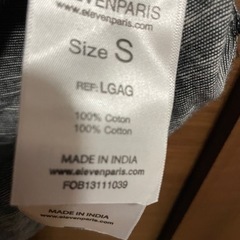 ELEVENPARIS
www.elevenparis.com
Size S
REF: LGAG
100% Coton
100% Cotton
MADE IN INDIA
www.elevenparis.com
FOB13111039
MADE IN INDIA